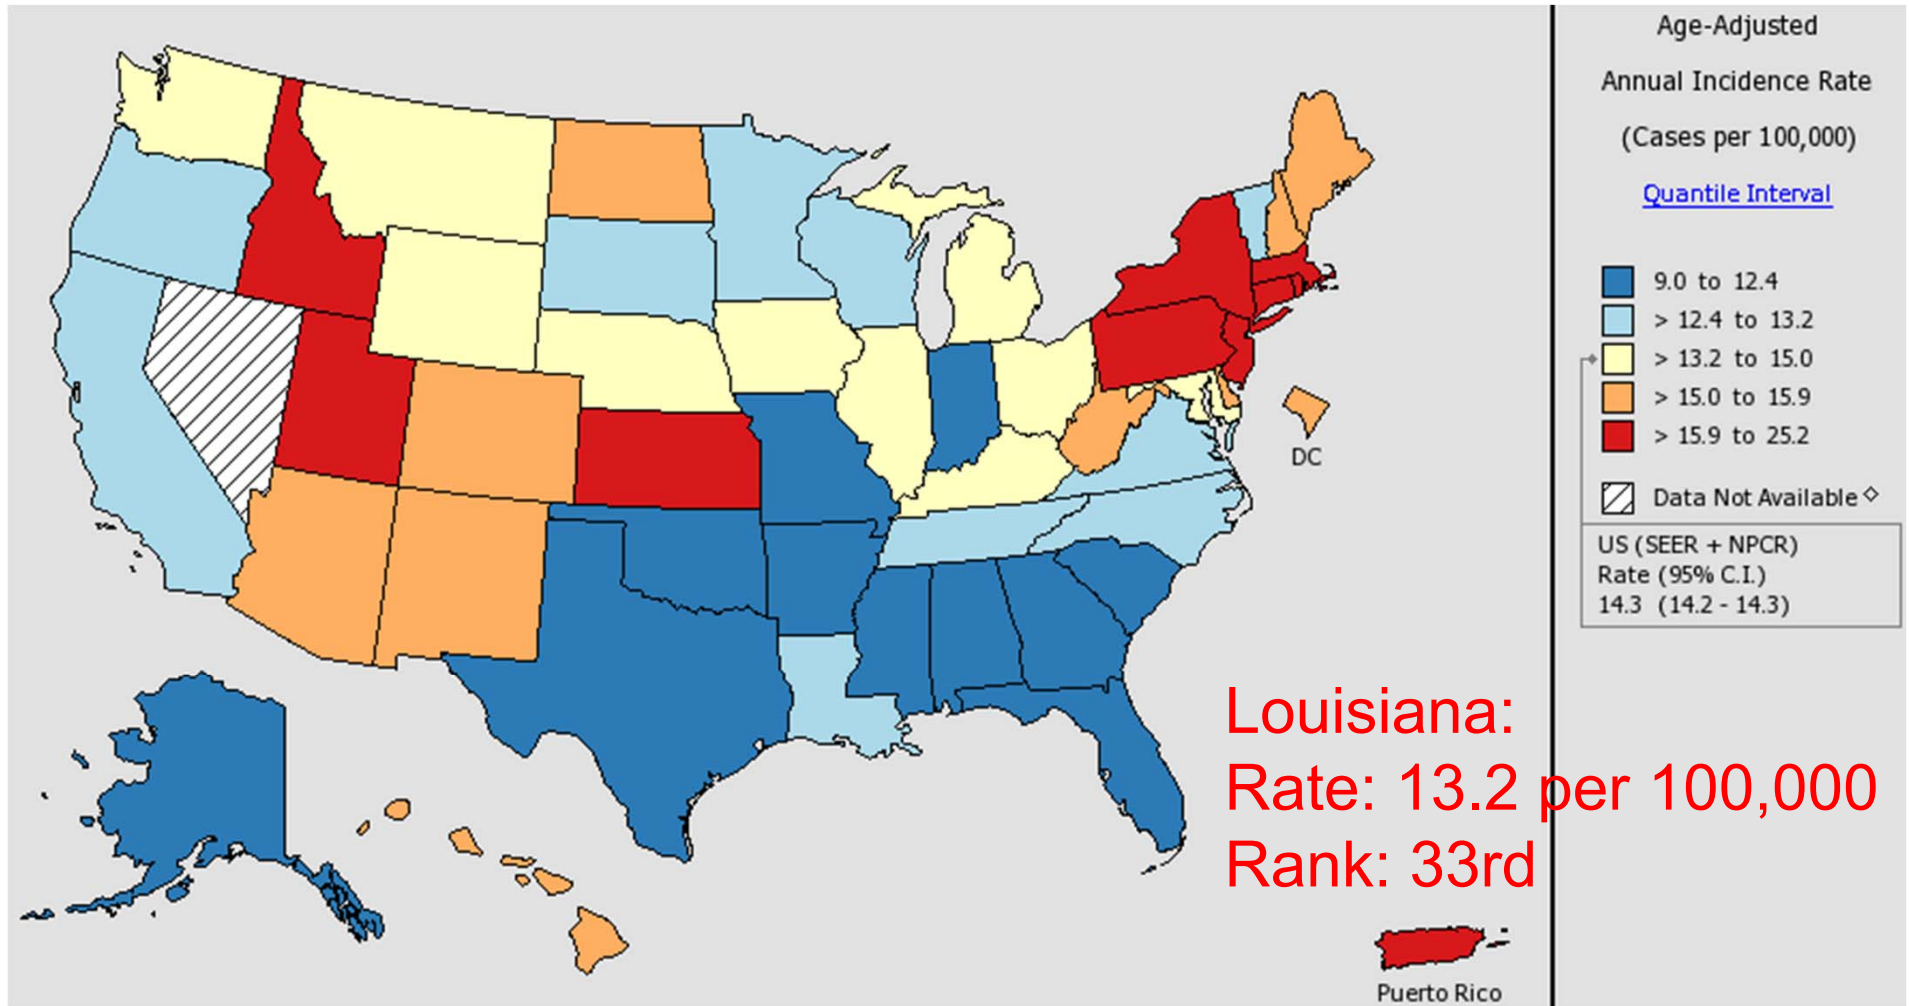 Age-Adjusted
Annual Incidence Rate
(Cases per 100,000)
Quantile Interval
9.0 to 12.4
> 12.4 to 13.2
> 13.2 to 15.0
> 15.0 to 15.9
> 15.9 to 25.2
Data Not Available ◇
US (SEER + NPCR)
Rate (95% C.I.)
14.3 (14.2 - 14.3)
DC
Louisiana:
Rate: 13.2 per 100,000
Rank: 33rd
Puerto Rico